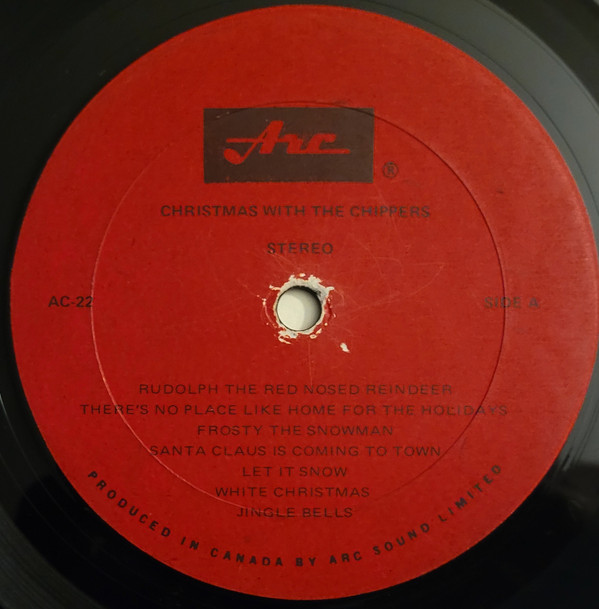 Arc ®
CHRISTMAS WITH THE CHIPPERS
STEREO
AC-22
SIDE A
RUDOLPH THE RED NOSED REINDEER
THERE'S NO PLACE LIKE HOME FOR THE HOLIDAYS
FROSTY THE SNOWMAN
SANTA CLAUS IS COMING TO TOWN
LET IT SNOW
WHITE CHRISTMAS
JINGLE BELLS
PRODUCED IN CANADA BY ARC SOUND LIMITED